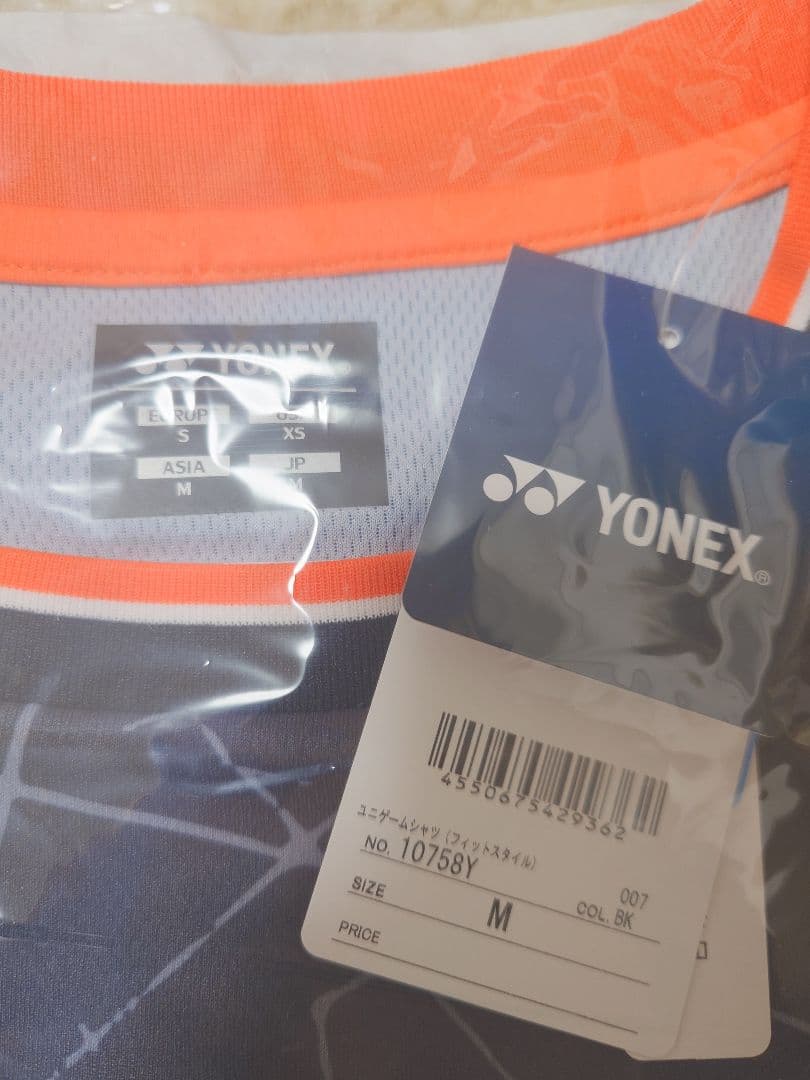 YONEX®
EUROPE USA
S XS
ASIA JP
M M
YONEX®
4550675429362
ユニゲームシャツ(フィットスタイル)
NO. 10758Y
007
SIZE M COL. BK
PRICE